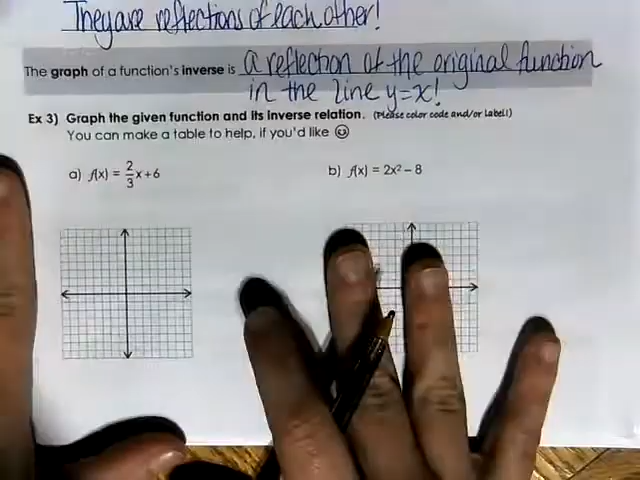 They are reflections of each other!
The graph of a function's inverse is a reflection of the original function
in the line y=x!
Ex 3) Graph the given function and its inverse relation. (Please color code and/or label!)
You can make a table to help, if you'd like ☺
a) f(x) = 2/3 x + 6
b) f(x) = 2x² – 8